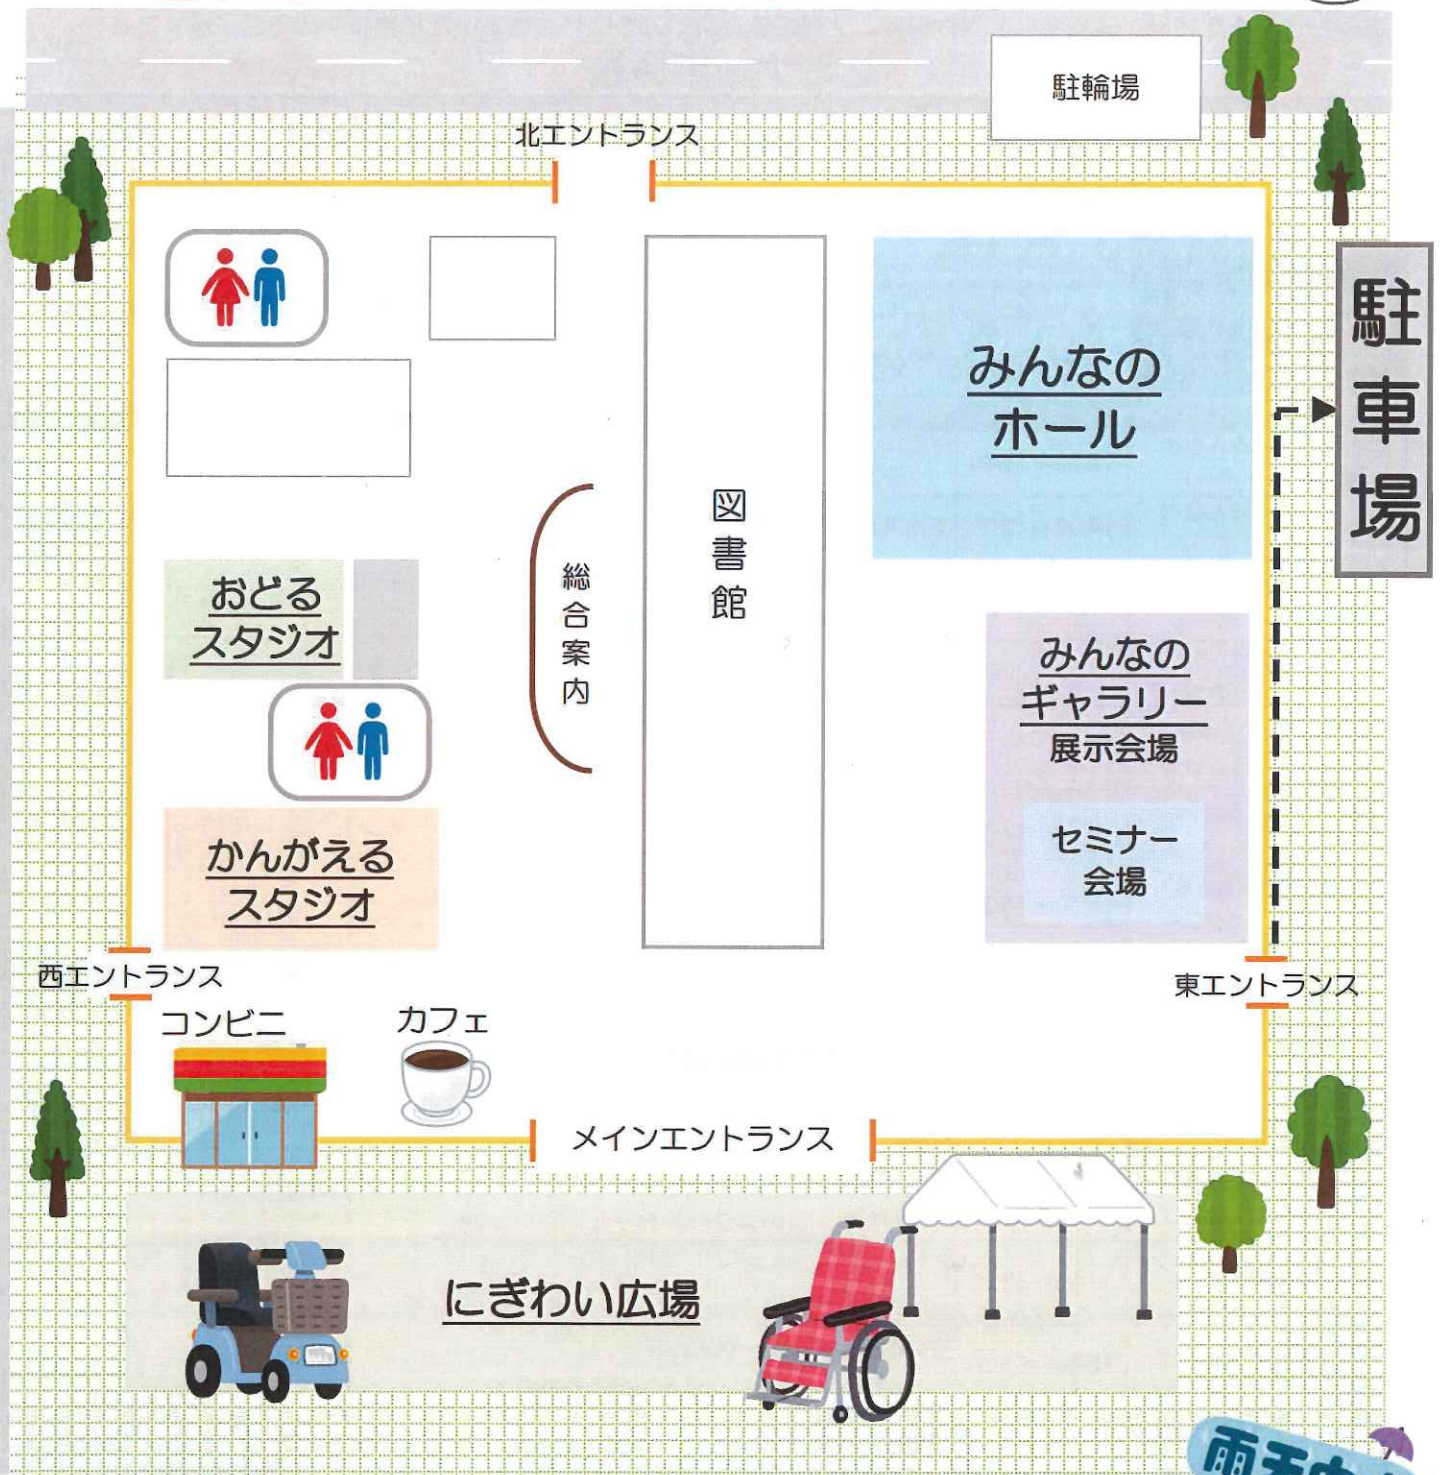 駐輪場
北エントランス
みんなの
ホール
駐車場
図書館
総合案内
おどる
スタジオ
みんなの
ギャラリー
展示会場
セミナー
会場
かんがえる
スタジオ
西エントランス
東エントランス
コンビニ
カフェ
メインエントランス
にぎわい広場
雨天